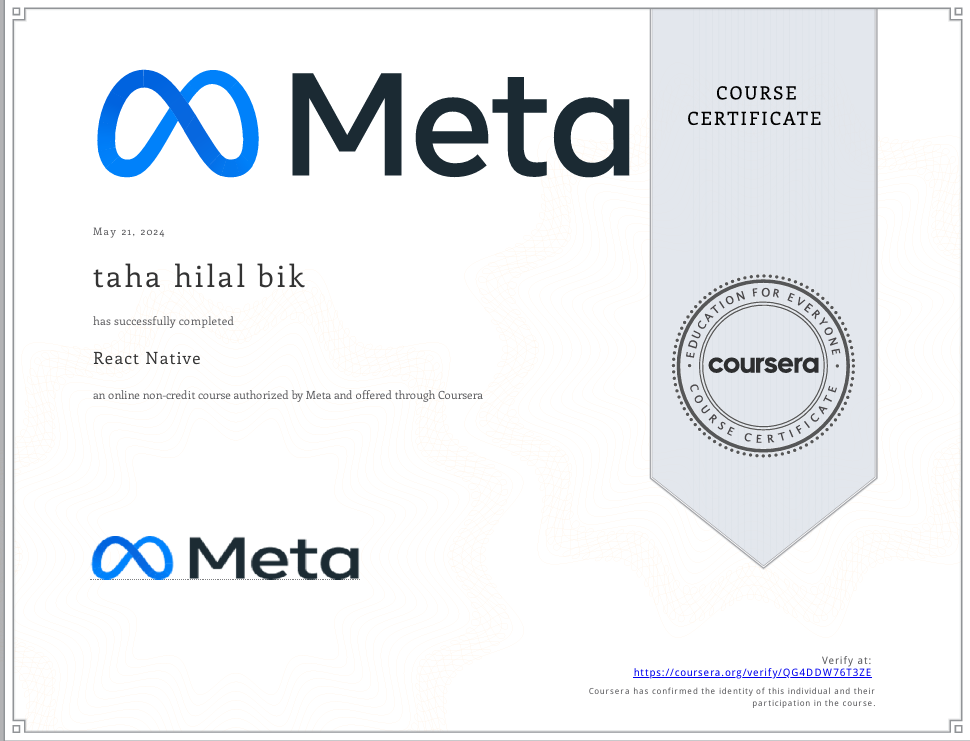 Meta
COURSE
CERTIFICATE
May 21, 2024
taha hilal bik
has successfully completed
React Native
an online non-credit course authorized by Meta and offered through Coursera
EDUCATION FOR EVERYONE
coursera
COURSE CERTIFICATE
Meta
Verify at:
https://coursera.org/verify/QG4DDW76T3ZE
Coursera has confirmed the identity of this individual and their
participation in the course.